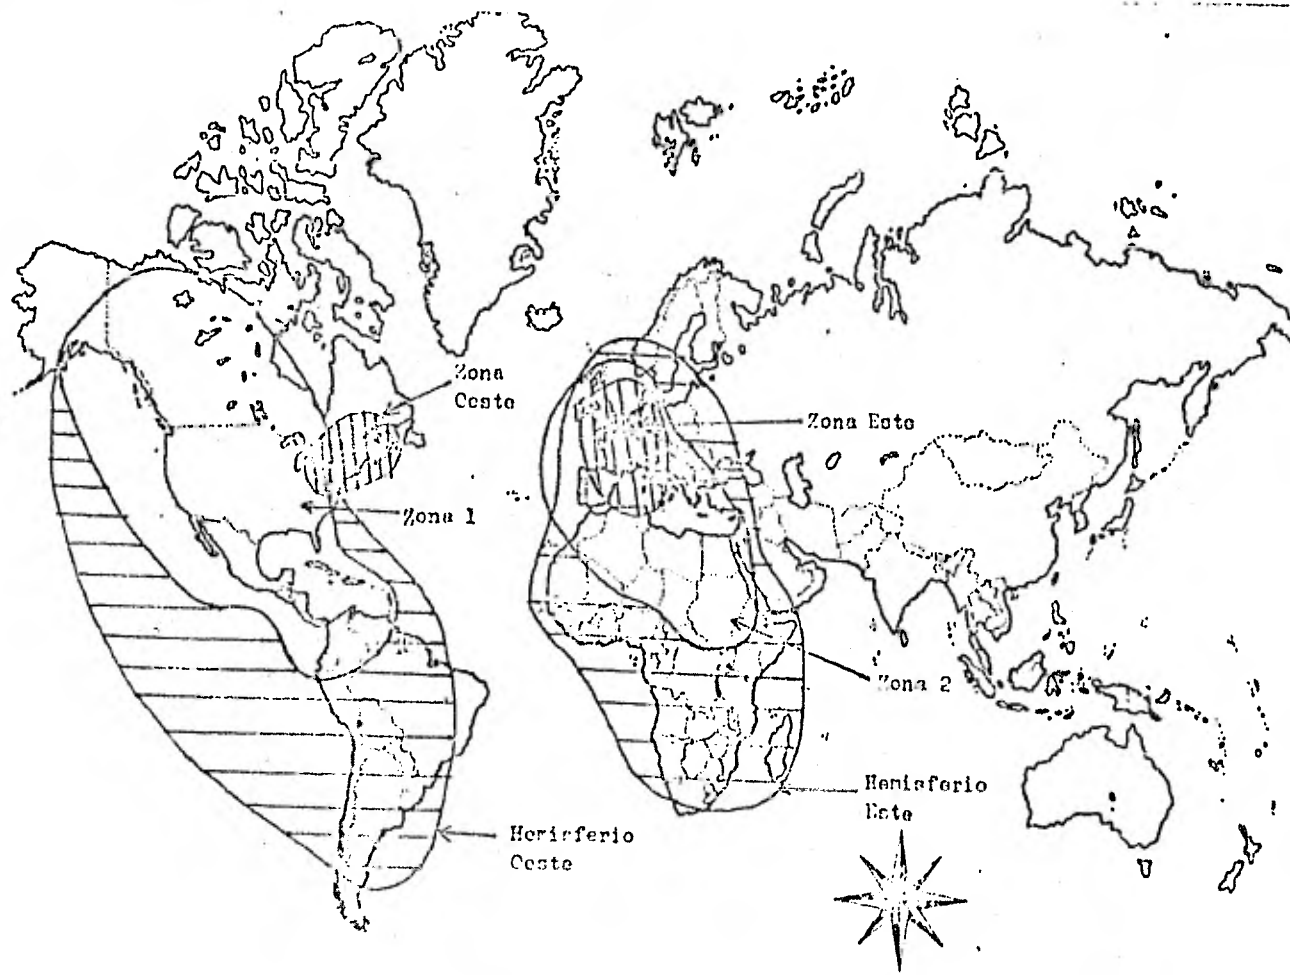 Zona
Oeste
Zona Este
Zona 1
Zona 2
Hemisferio
Este
Hemisferio
Oeste